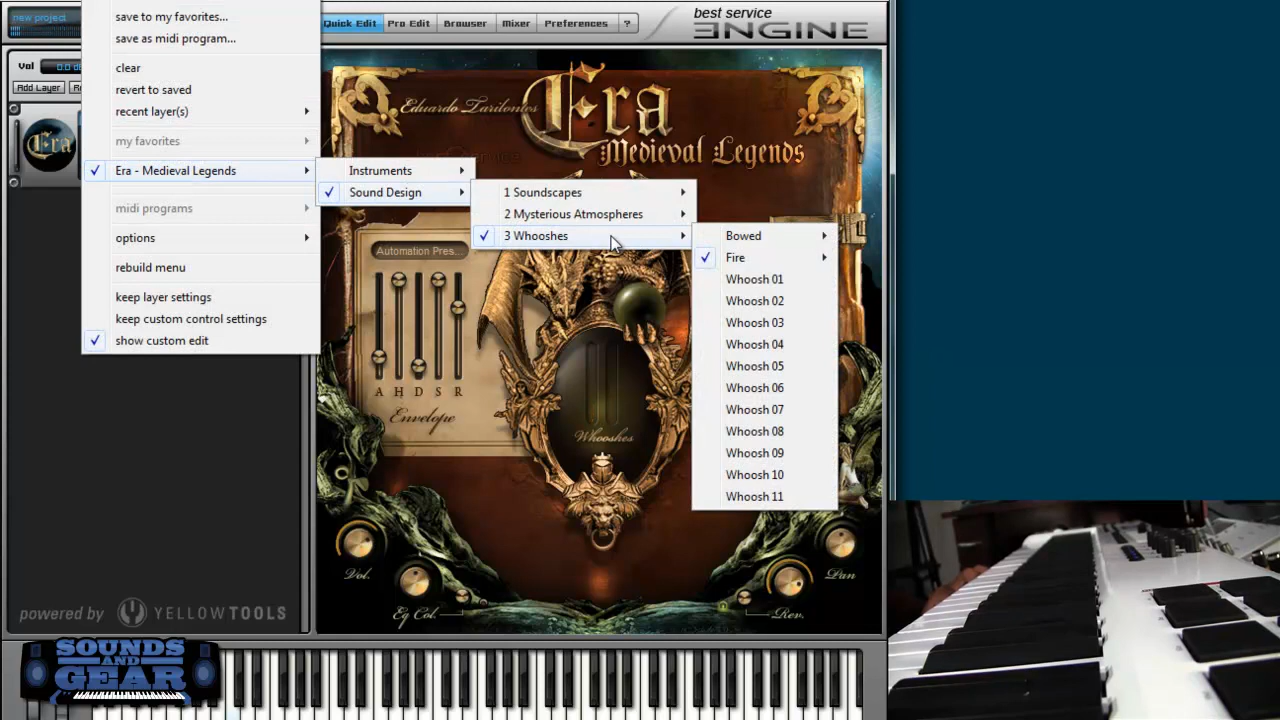 new project
Quick Edit
Pro Edit
Browser
Mixer
Preferences
?
best service
ENGINE
Vol
0.0 dB
Add Layer
save to my favorites...
save as midi program...
clear
revert to saved
recent layer(s)
my favorites
Era - Medieval Legends
midi programs
options
rebuild menu
keep layer settings
keep custom control settings
show custom edit
Instruments
Sound Design
1 Soundscapes
2 Mysterious Atmospheres
3 Whooshes
Bowed
Fire
Whoosh 01
Whoosh 02
Whoosh 03
Whoosh 04
Whoosh 05
Whoosh 06
Whoosh 07
Whoosh 08
Whoosh 09
Whoosh 10
Whoosh 11
Era
Eduardo Tarilonte
Era
Medieval Legends
Automation Pres...
A H D S R
Envelope
Whooshes
Vol.
Eq Col.
Rev.
Pan
powered by YELLOWTOOLS
SOUNDS
AND
GEAR